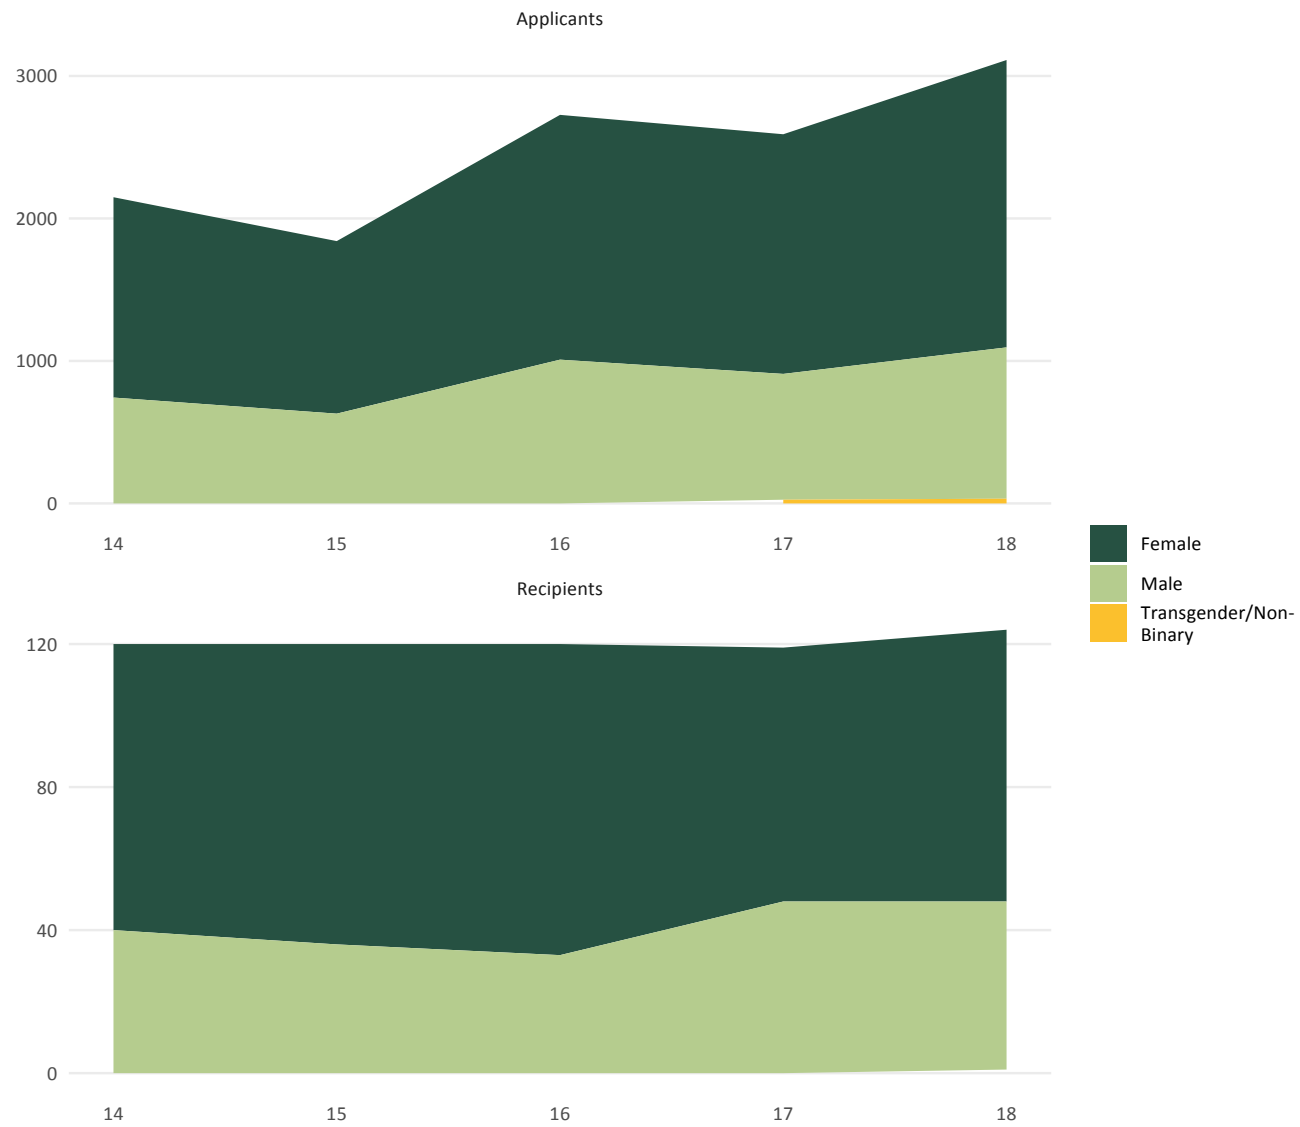 Applicants
3000
2000
1000
0
14 15 16 17 18
Female
Male
Transgender/Non-
Binary
Recipients
120
80
40
0
14 15 16 17 18